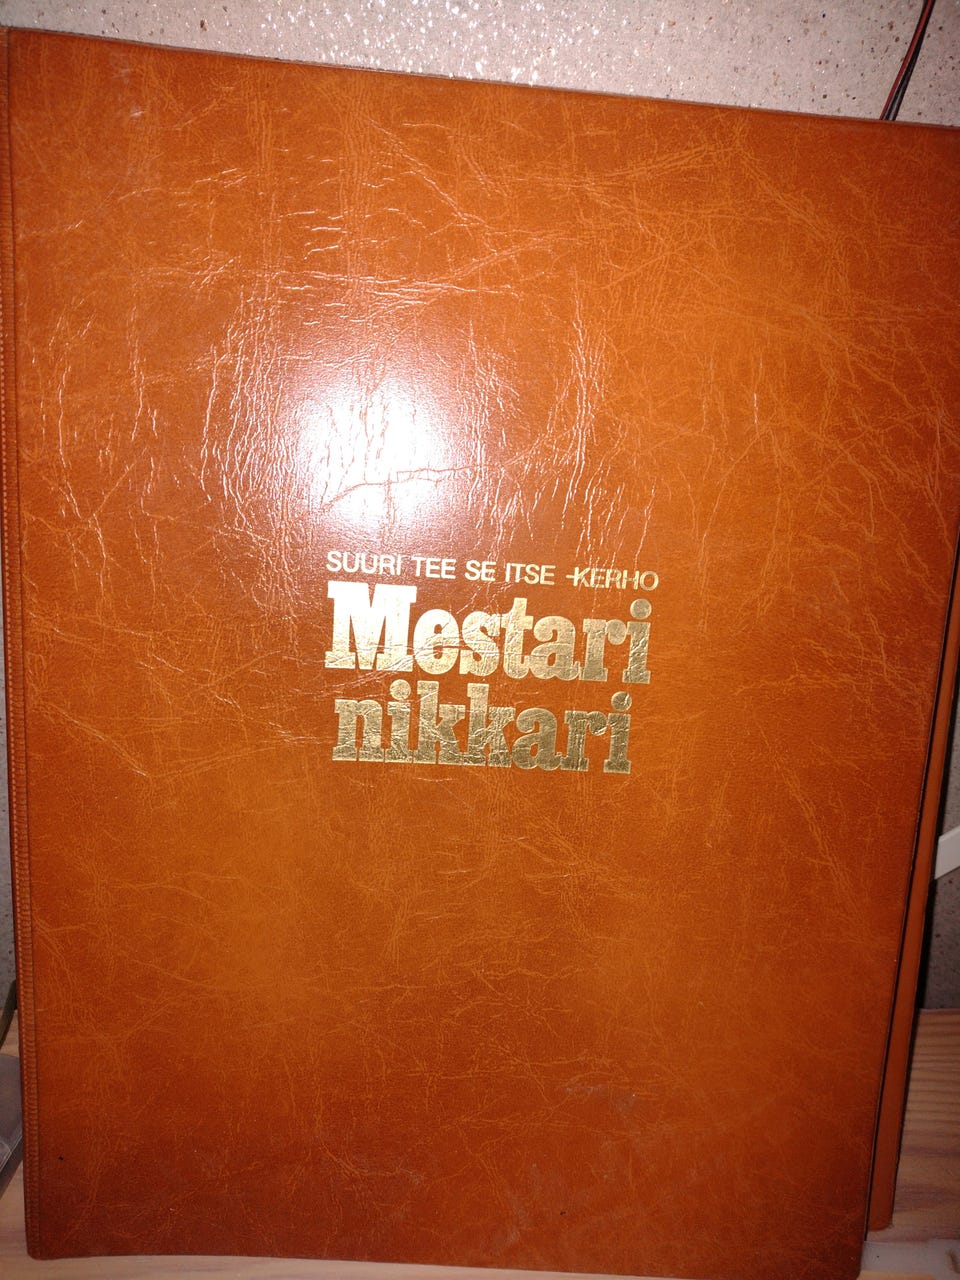 SUURI TEE SE ITSE -KERHO
Mestari
nikkari